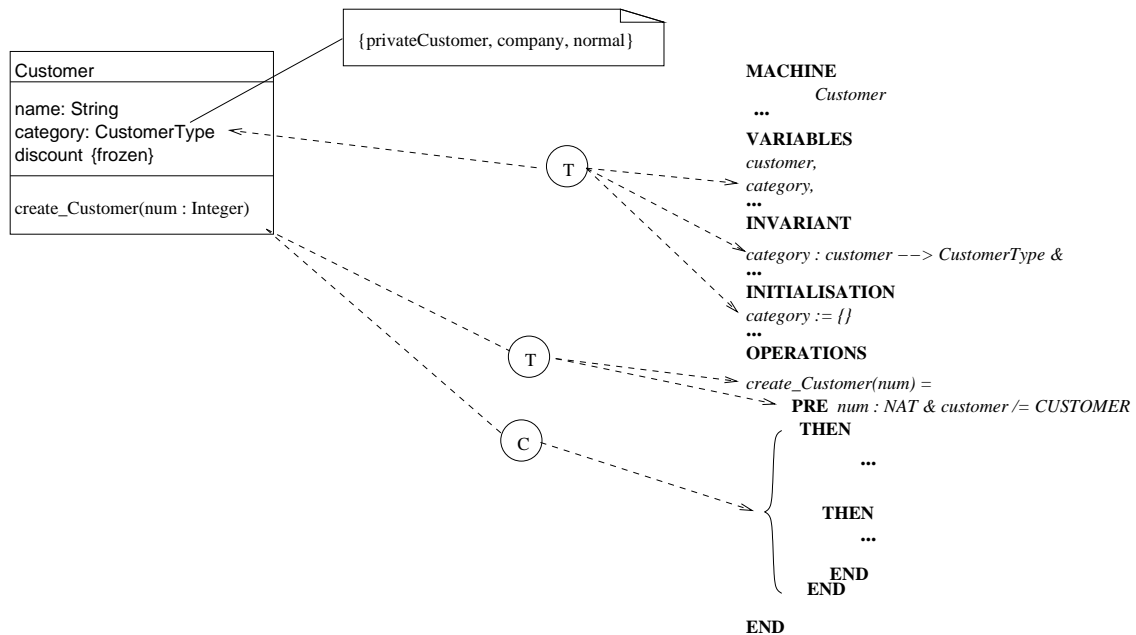 {privateCustomer, company, normal}
Customer
name: String
category: CustomerType
discount {frozen}
create_Customer(num : Integer)
T
T
C
MACHINE
Customer
...
VARIABLES
customer,
category,
...
INVARIANT
category : customer −−> CustomerType &
...
INITIALISATION
category := {}
...
OPERATIONS
create_Customer(num) =
PRE num : NAT & customer /= CUSTOMER
THEN
...
THEN
...
END
END
END